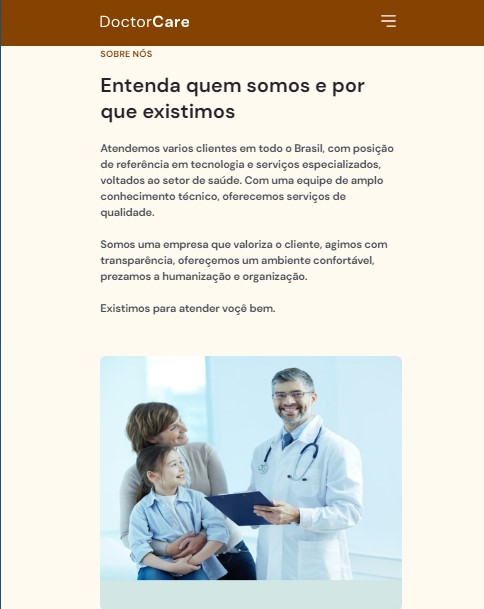 DoctorCare
SOBRE NÓS
Entenda quem somos e por
que existimos
Atendemos varios clientes em todo o Brasil, com posição
de referência em tecnologia e serviços especializados,
voltados ao setor de saúde. Com uma equipe de amplo
conhecimento técnico, oferecemos serviços de
qualidade.
Somos uma empresa que valoriza o cliente, agimos com
transparência, ofereçemos um ambiente confortável,
prezamos a humanização e organização.
Existimos para atender voçê bem.